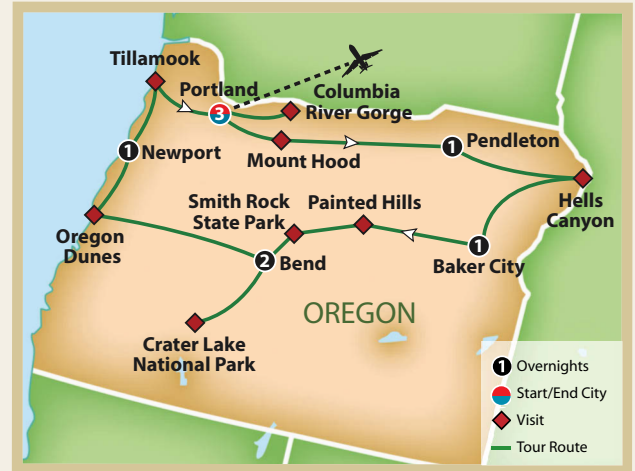 Tillamook
Portland
3
Columbia
River Gorge
1 Newport
Mount Hood
1 Pendleton
Smith Rock
State Park
Painted Hills
Hells
Canyon
Oregon
Dunes
2 Bend
1
Baker City
OREGON
Crater Lake
National Park
1 Overnights
Start/End City
Visit
Tour Route